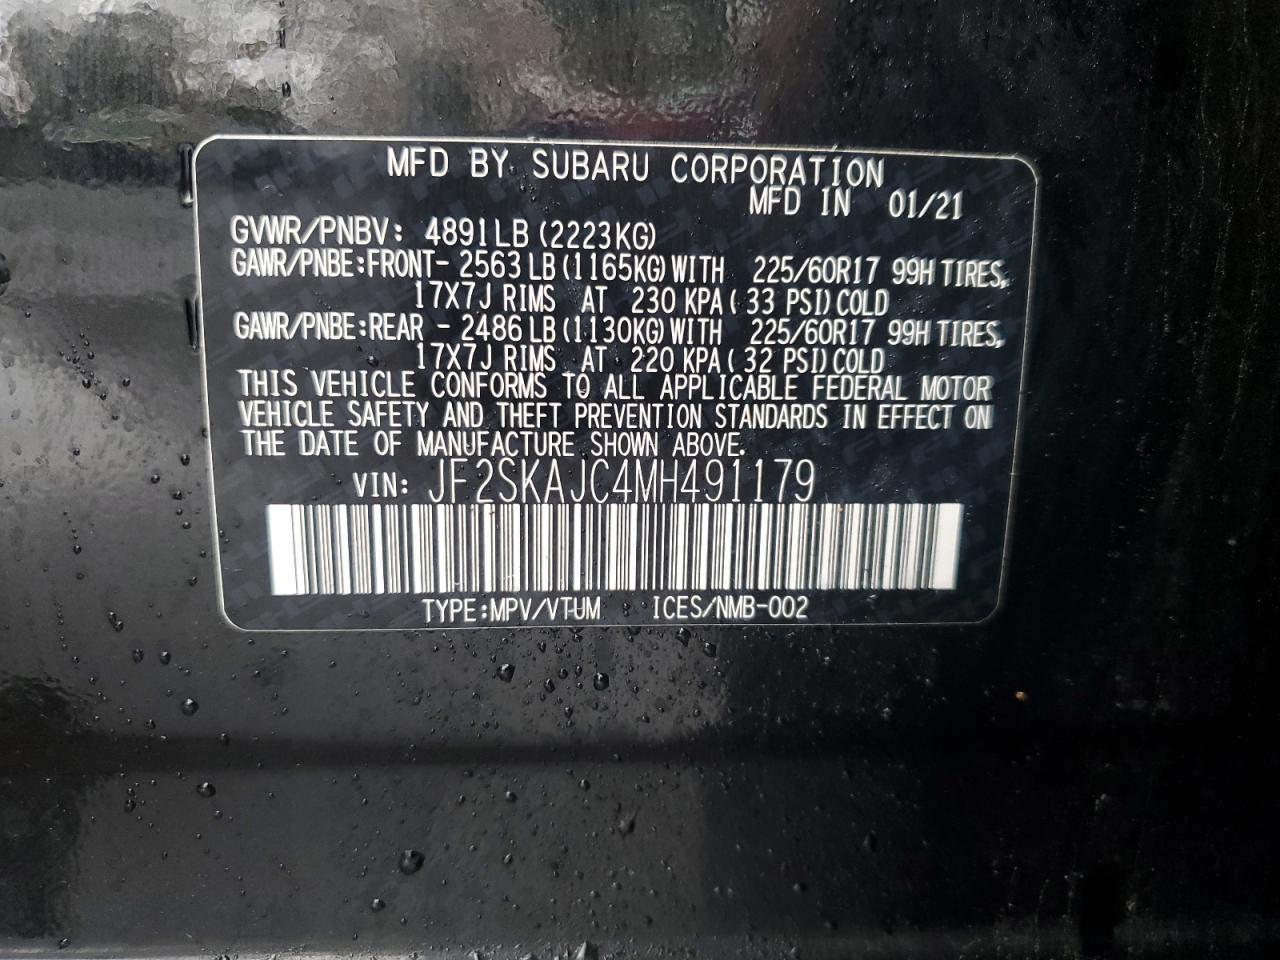 MFD BY SUBARU CORPORATION
MFD IN 01/21
GVWR/PNBV: 4891LB(2223KG)
GAWR/PNBE:FRONT- 2563 LB(1165KG)WITH 225/60R17 99H TIRES,
17X7J RIMS AT 230 KPA( 33 PSI)COLD
GAWR/PNBE:REAR - 2486 LB(1130KG)WITH 225/60R17 99H TIRES,
17X7J RIMS AT 220 KPA( 32 PSI)COLD
THIS VEHICLE CONFORMS TO ALL APPLICABLE FEDERAL MOTOR
VEHICLE SAFETY AND THEFT PREVENTION STANDARDS IN EFFECT ON
THE DATE OF MANUFACTURE SHOWN ABOVE.
VIN: JF2SKAJC4MH491179
TYPE:MPV/VTUM ICES/NMB-002